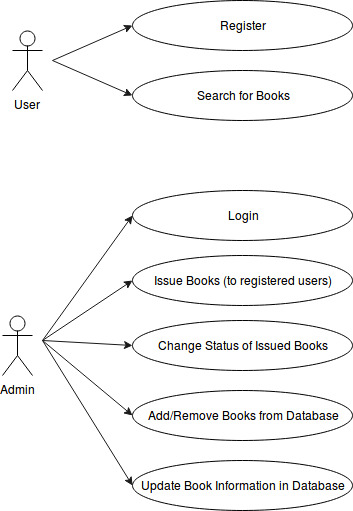 Register
User
Search for Books
Login
Issue Books (to registered users)
Change Status of Issued Books
Admin
Add/Remove Books from Database
Update Book Information in Database